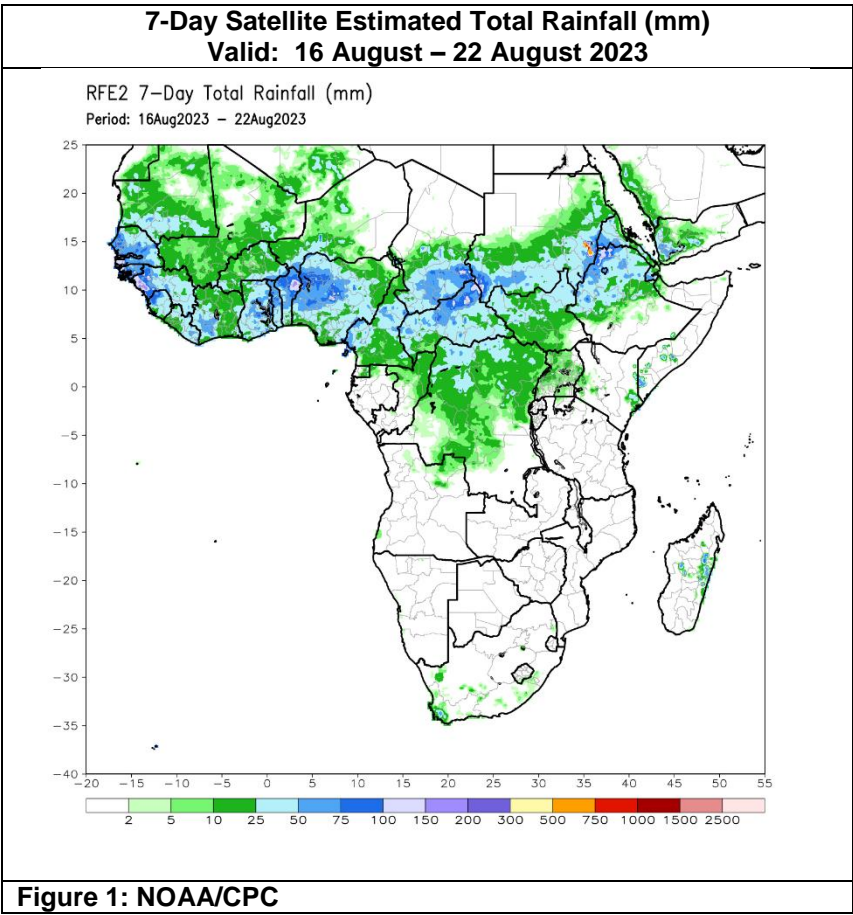 7-Day Satellite Estimated Total Rainfall (mm)
Valid: 16 August – 22 August 2023
RFE2 7-Day Total Rainfall (mm)
Period: 16Aug2023 – 22Aug2023
25
20
15
10
5
0
−5
−10
−15
−20
−25
−30
−35
−40
−20 −15 −10 −5 0 5 10 15 20 25 30 35 40 45 50 55
2 5 10 25 50 75 100 150 200 300 500 750 1000 1500 2500
Figure 1: NOAA/CPC